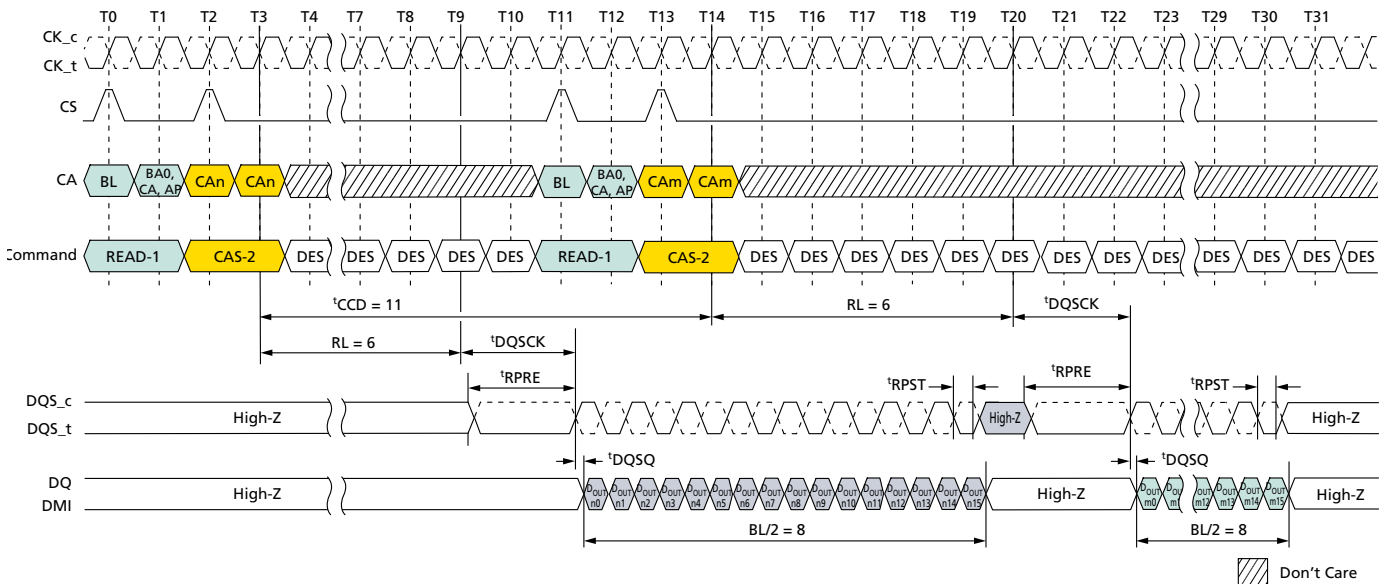 T0 T1 T2 T3 T4 T7 T8 T9 T10 T11 T12 T13 T14 T15 T16 T17 T18 T19 T20 T21 T22 T23 T29 T30 T31
CK_c
CK_t
CS
CA BL BA0, CA, AP CAn CAn BL BA0, CA, AP CAm CAm
Command READ-1 CAS-2 DES DES DES DES DES READ-1 CAS-2 DES DES DES DES DES DES DES DES DES DES DES DES
tCCD = 11 RL = 6 tDQSCK
RL = 6 tDQSCK
tRPRE tRPST tRPRE tRPST
DQS_c
DQS_t
High-Z High-Z High-Z
tDQSQ tDQSQ
DQ
DMI
High-Z DOUT n0 DOUT n1 DOUT n2 DOUT n3 DOUT n4 DOUT n5 DOUT n6 DOUT n7 DOUT n8 DOUT n9 DOUT n10 DOUT n11 DOUT n12 DOUT n13 DOUT n14 DOUT n15 High-Z DOUT m0 DOUT m12 DOUT m13 DOUT m14 DOUT m15 High-Z
BL/2 = 8 BL/2 = 8
Don't Care